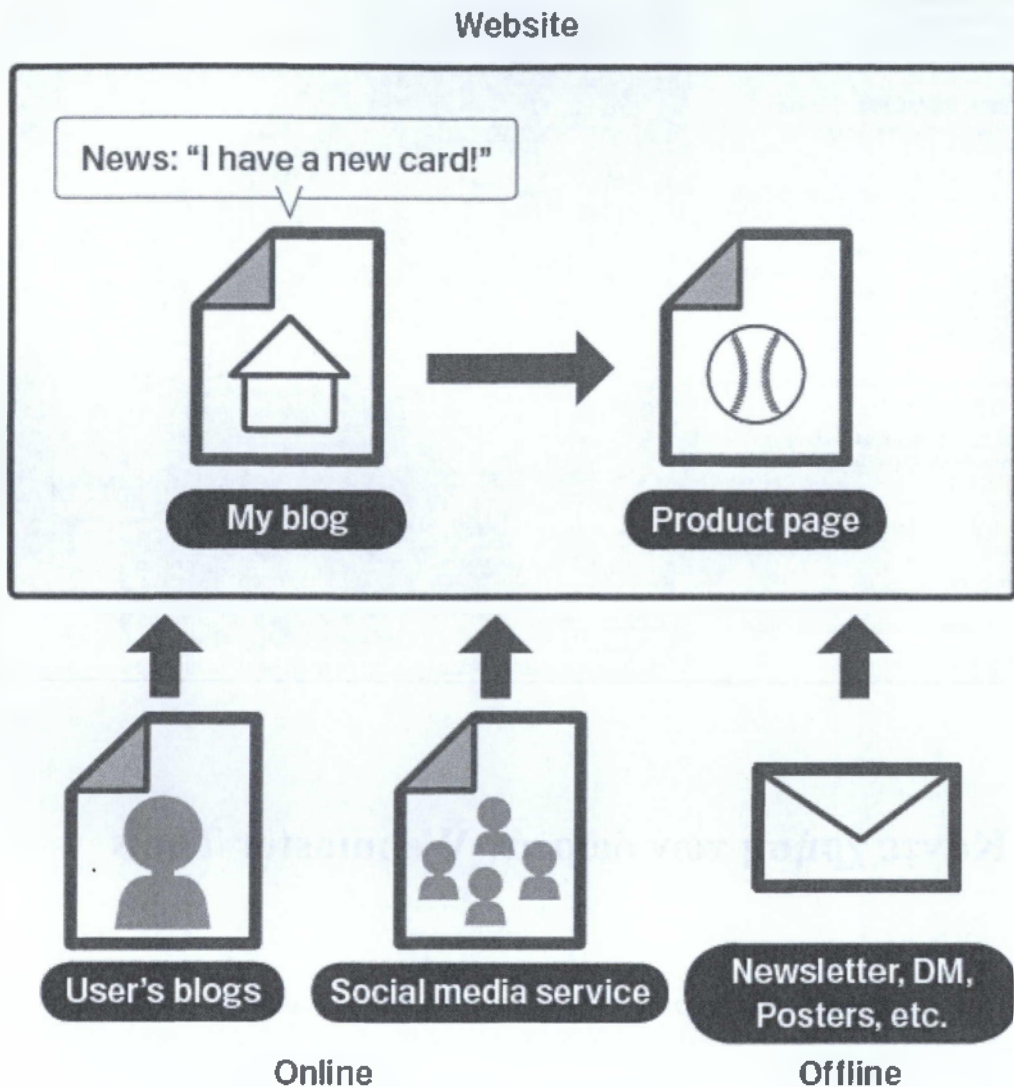 Website
News: “I have a new card!”
My blog
Product page
User's blogs
Social media service
Newsletter, DM,
Posters, etc.
Online
Offline